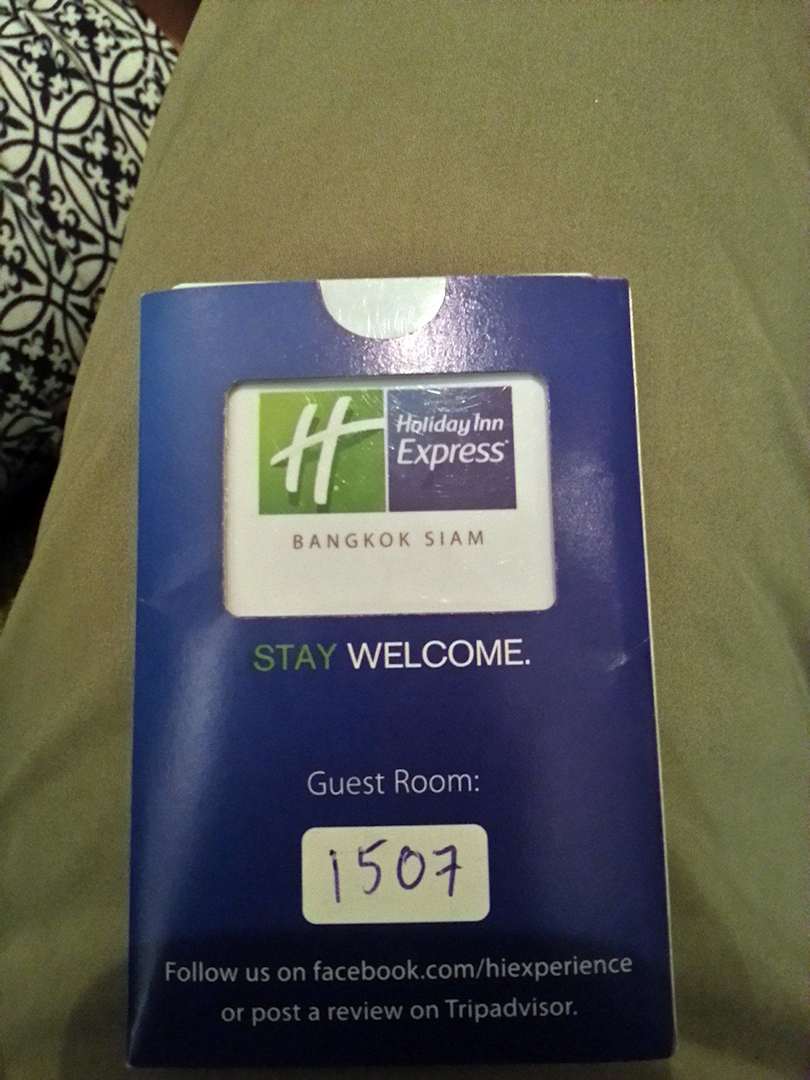 H
Holiday Inn
Express
BANGKOK SIAM
STAY WELCOME.
Guest Room:
1507
Follow us on facebook.com/hiexperience
or post a review on Tripadvisor.